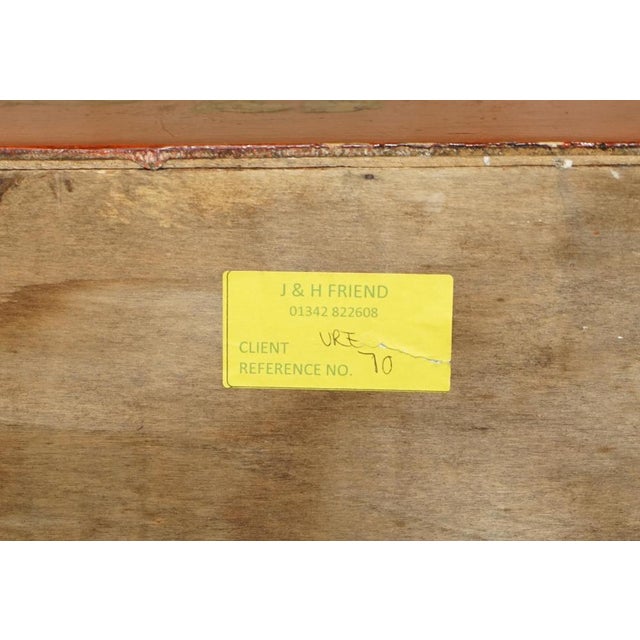 J & H FRIEND
01342 822608
CLIENT URE
REFERENCE NO. 70